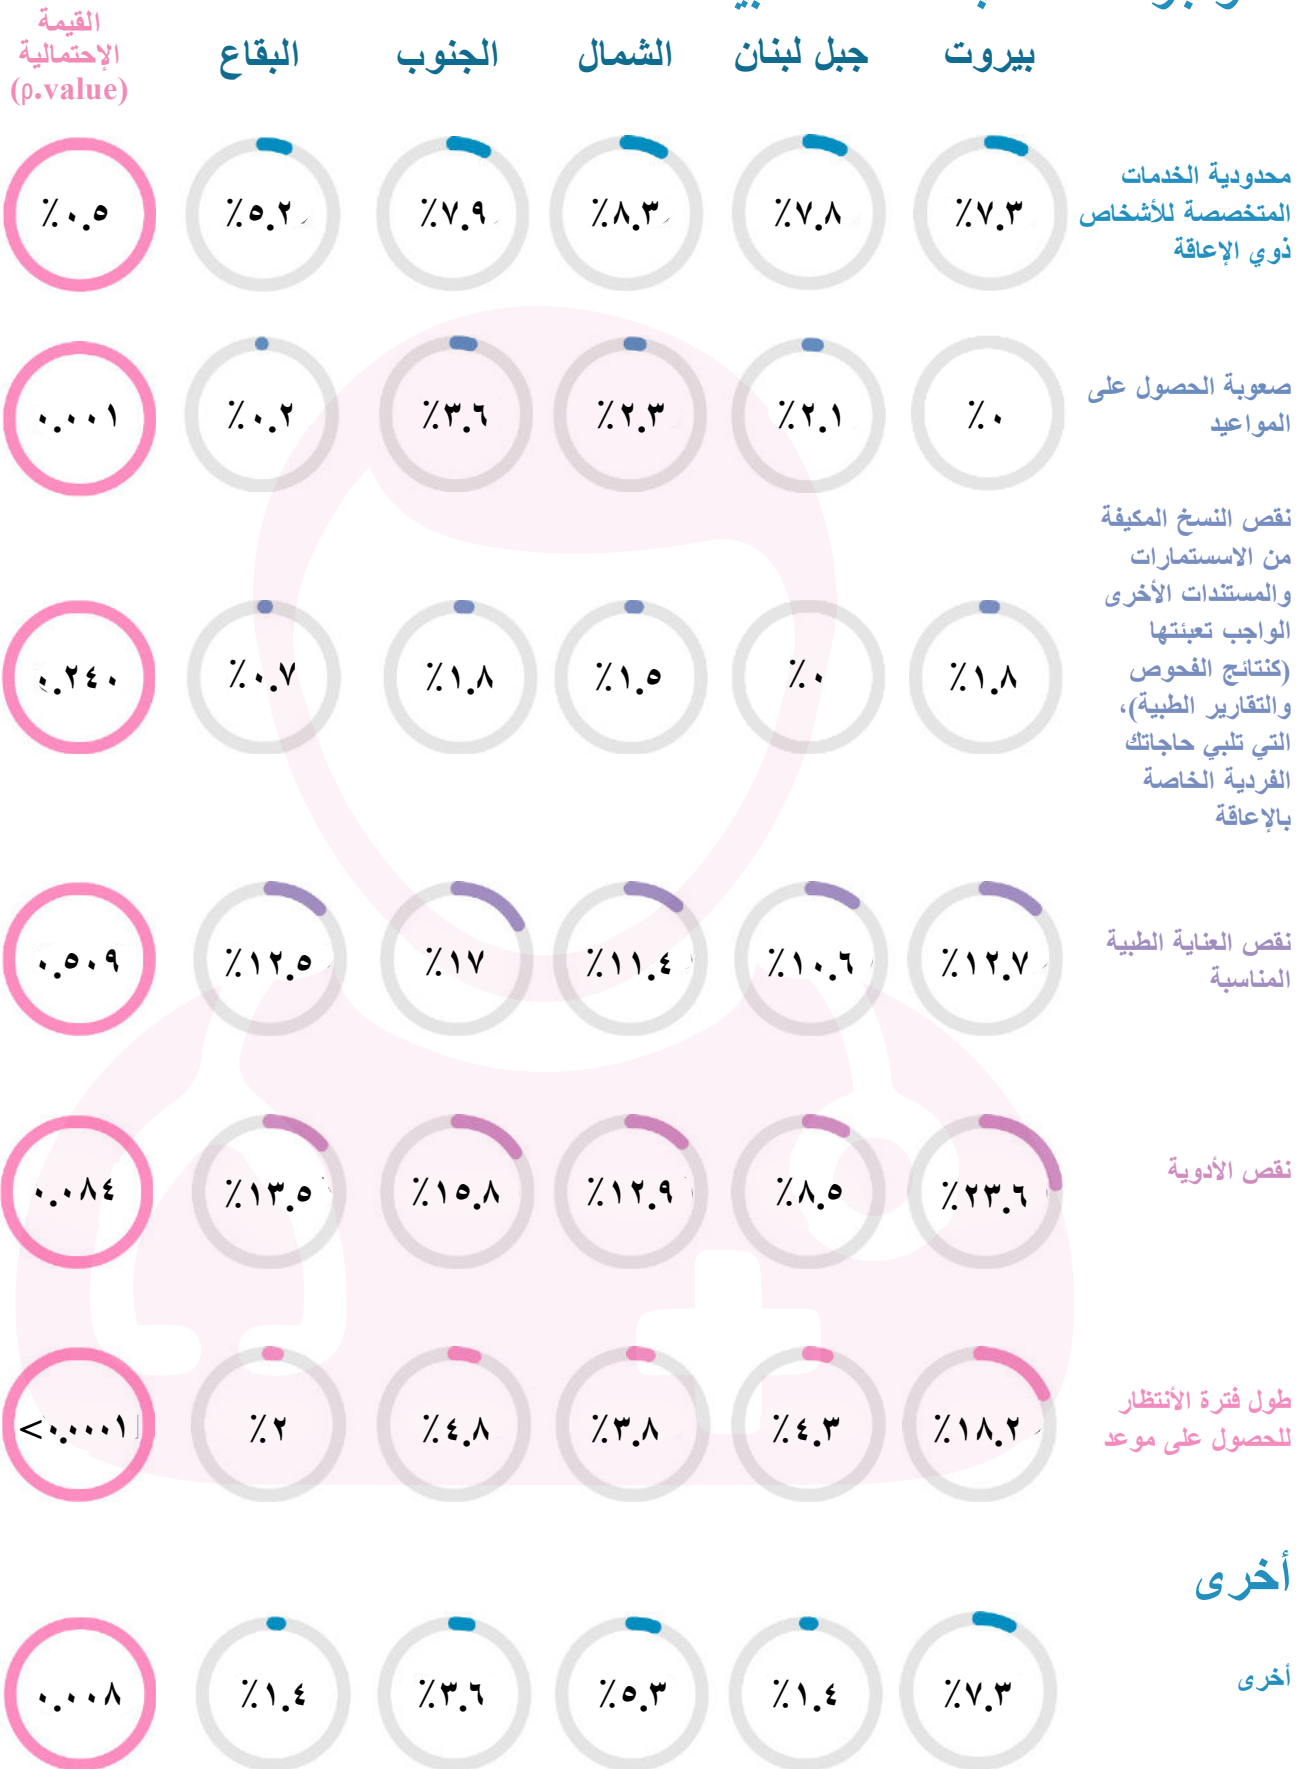 بيروت جبل لبنان الشمال الجنوب البقاع القيمة
الإحتمالية
(ρ.value)
محدودية الخدمات
المتخصصة للأشخاص
ذوي الإعاقة
٪٧.٣ ٪٧.٨ ٪٨.٣ ٪٧.٩ ٪٥.٢ ٪٠.٥
صعوبة الحصول على
المواعيد
٪٠ ٪٢.١ ٪٢.٣ ٪٣.٦ ٪٠.٢ ٠.٠٠١
نقص النسخ المكيفة
من الاسستمارات
والمستندات الأخرى
الواجب تعبئتها
(كنتائج الفحوص
والتقارير الطبية)،
التي تلبي حاجاتك
الفردية الخاصة
بالإعاقة
٪١.٨ ٪٠ ٪١.٥ ٪١.٨ ٪٠.٧ ٠.٢٤٠
نقص العناية الطبية
المناسبة
٪١٢.٧ ٪١٠.٦ ٪١١.٤ ٪١٧ ٪١٢.٥ ٠.٥٠٩
نقص الأدوية
٪٢٣.٦ ٪٨.٥ ٪١٢.٩ ٪١٥.٨ ٪١٣.٥ ٠.٠٨٤
طول فترة الأنتظار
للحصول على موعد
٪١٨.٢ ٪٤.٣ ٪٣.٨ ٪٤.٨ ٪٢ <٠.٠٠٠١
أخرى
أخرى
٪٧.٣ ٪١.٤ ٪٥.٣ ٪٣.٦ ٪١.٤ ٠.٠٠٨